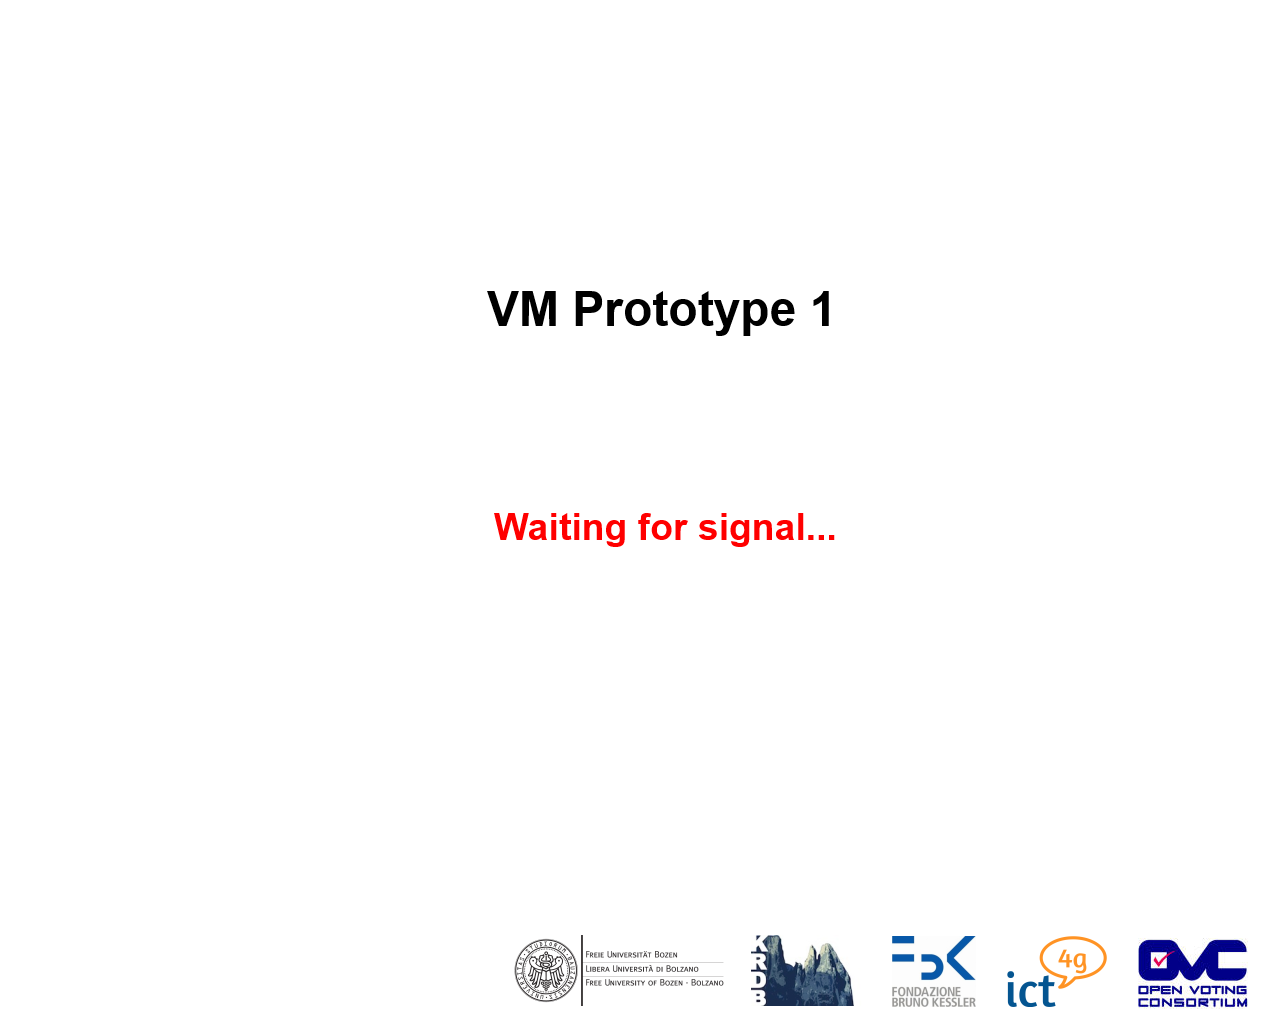 VM Prototype 1
Waiting for signal...
FREIE UNIVERSITÄT BOZEN
LIBERA UNIVERSITÀ DI BOLZANO
FREE UNIVERSITY OF BOZEN - BOLZANO
KRDB
FBK
FONDAZIONE
BRUNO KESSLER
4g
ict
OVC
OPEN VOTING
CONSORTIUM